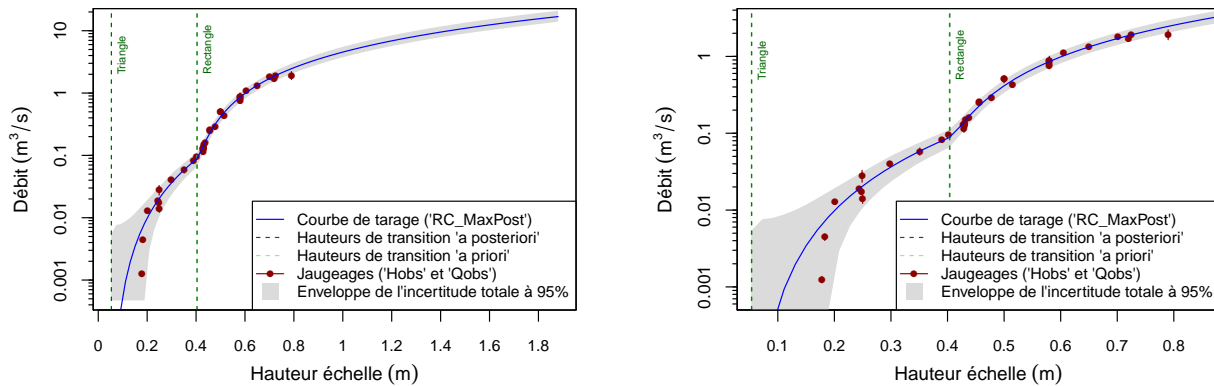 Triangle
Rectangle
10
1
0.1
0.01
0.001
Débit (m³/s)
Courbe de tarage ('RC_MaxPost')
Hauteurs de transition 'a posteriori'
Hauteurs de transition 'a priori'
Jaugeages ('Hobs' et 'Qobs')
Enveloppe de l'incertitude totale à 95%
0 0.2 0.4 0.6 0.8 1 1.2 1.4 1.6 1.8
Hauteur échelle (m)
Triangle
Rectangle
1
0.1
0.01
0.001
Débit (m³/s)
Courbe de tarage ('RC_MaxPost')
Hauteurs de transition 'a posteriori'
Hauteurs de transition 'a priori'
Jaugeages ('Hobs' et 'Qobs')
Enveloppe de l'incertitude totale à 95%
0.1 0.2 0.3 0.4 0.5 0.6 0.7 0.8
Hauteur échelle (m)